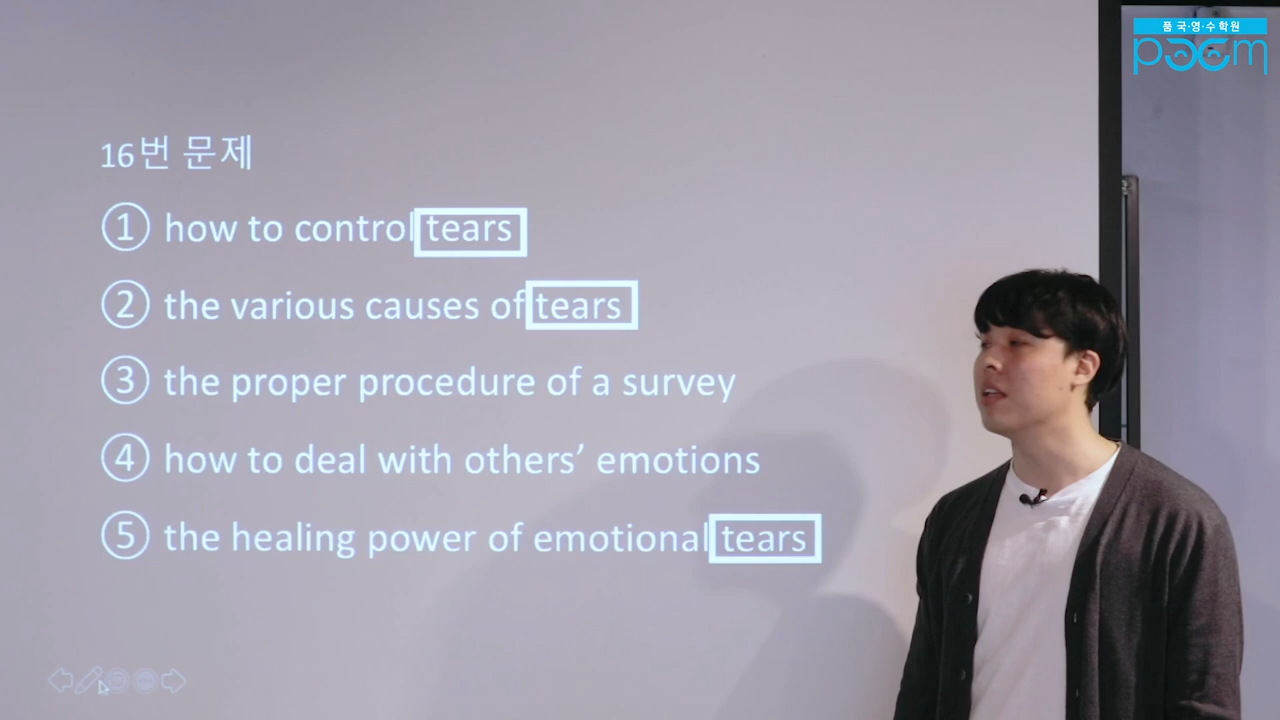 품 국·영·수 학원
poem
16번 문제
① how to control tears
② the various causes of tears
③ the proper procedure of a survey
④ how to deal with others’ emotions
⑤ the healing power of emotional tears